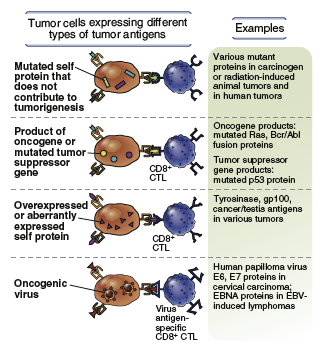 Tumor cells expressing different
types of tumor antigens
Examples
Mutated self
protein that
does not
contribute to
tumorigenesis
Various mutant
proteins in carcinogen
or radiation-induced
animal tumors and
in human tumors
Product of
oncogene or
mutated tumor
suppressor
gene
CD8+
CTL
Oncogene products:
mutated Ras, Bcr/Abl
fusion proteins
Tumor suppressor
gene products:
mutated p53 protein
Overexpressed
or aberrantly
expressed
self protein
CD8+
CTL
Tyrosinase, gp100,
cancer/testis antigens
in various tumors
Oncogenic
virus
Virus
antigen-
specific
CD8+ CTL
Human papilloma virus
E6, E7 proteins in
cervical carcinoma;
EBNA proteins in EBV-
induced lymphomas